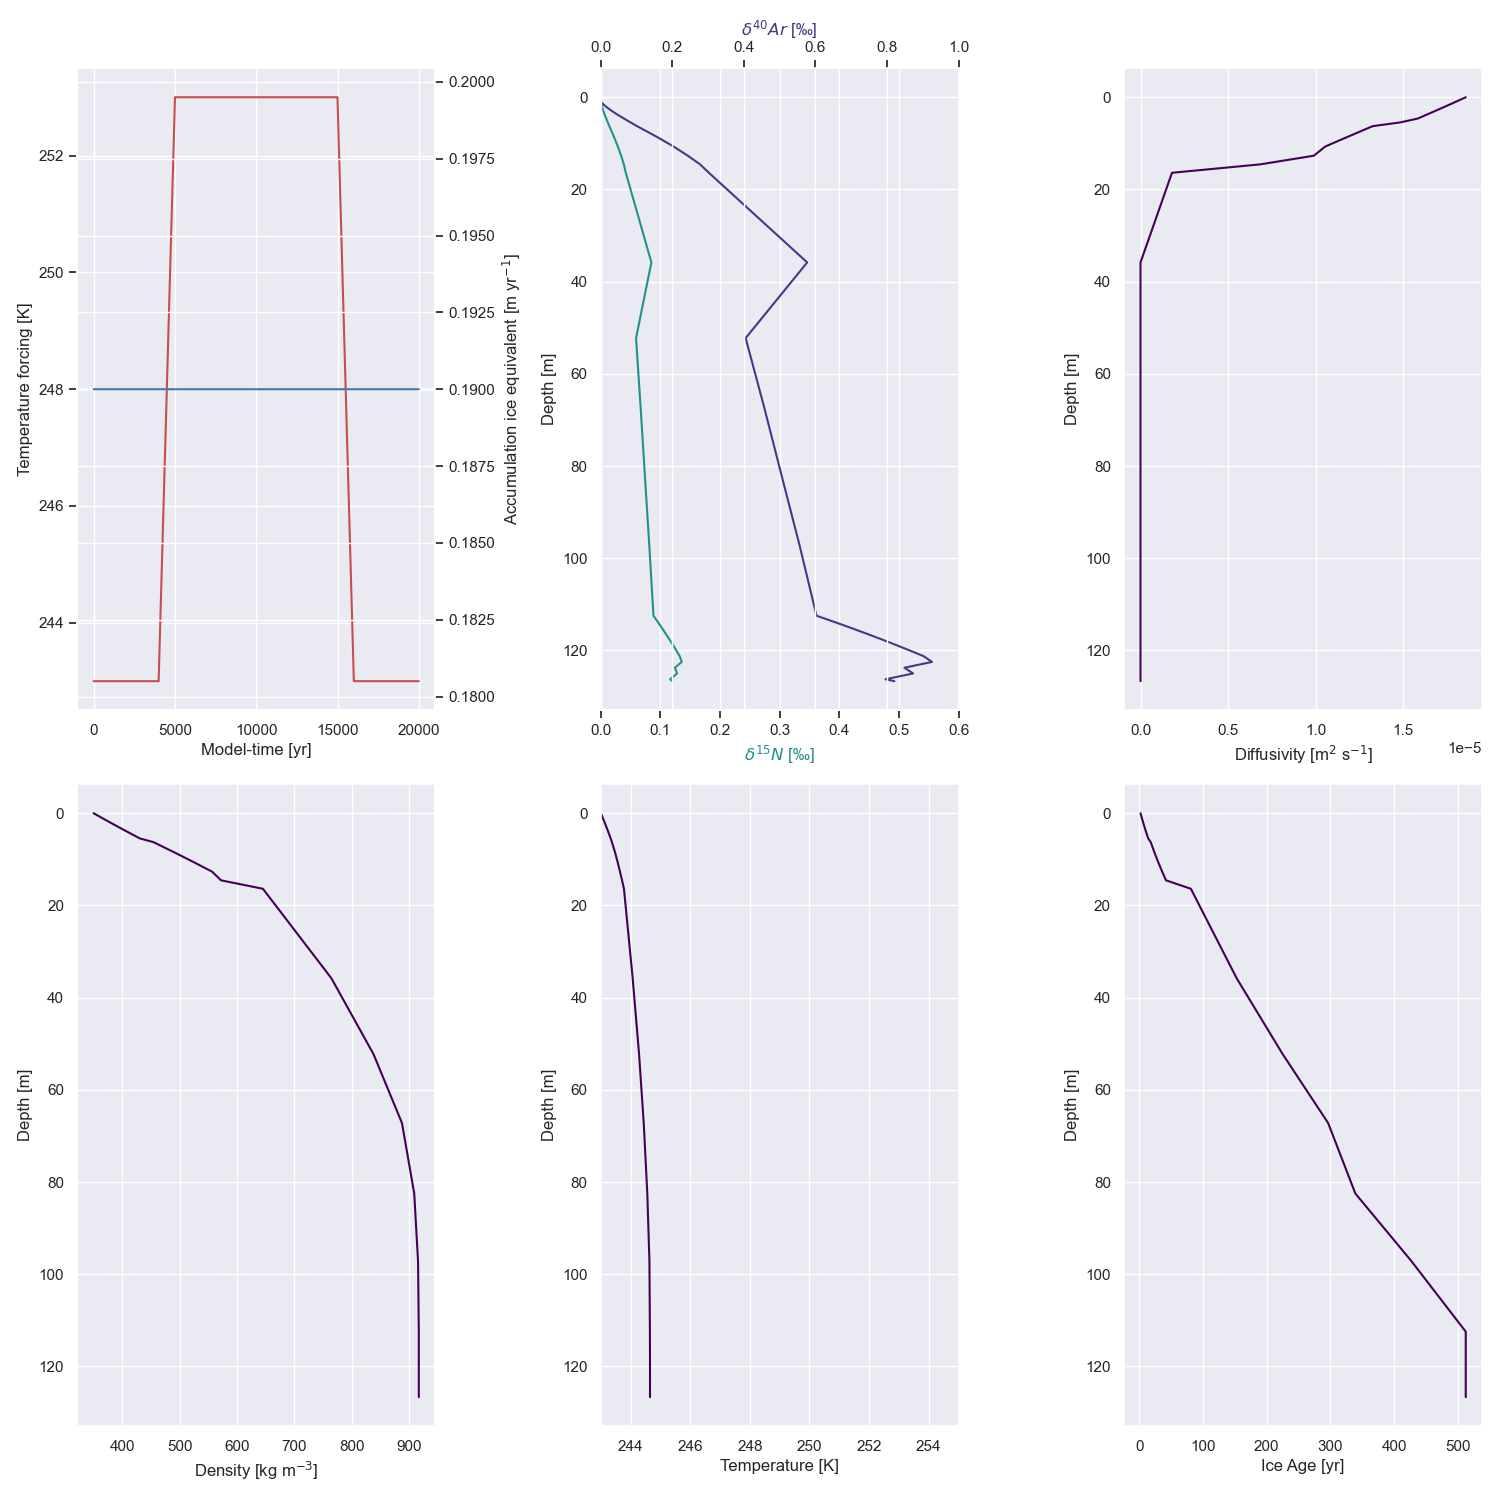 δ⁴⁰Ar [‰]
0.0 0.2 0.4 0.6 0.8 1.0
Temperature forcing [K]
252
250
248
246
244
0.2000
0.1975
0.1950
0.1925
0.1900
0.1875
0.1850
0.1825
0.1800
Accumulation ice equivalent [m yr⁻¹]
0 5000 10000 15000 20000
Model-time [yr]
Depth [m]
0
20
40
60
80
100
120
0.0 0.1 0.2 0.3 0.4 0.5 0.6
δ¹⁵N [‰]
Depth [m]
0
20
40
60
80
100
120
0.0 0.5 1.0 1.5
1e−5
Diffusivity [m² s⁻¹]
Depth [m]
0
20
40
60
80
100
120
400 500 600 700 800 900
Density [kg m⁻³]
Depth [m]
0
20
40
60
80
100
120
244 246 248 250 252 254
Temperature [K]
Depth [m]
0
20
40
60
80
100
120
0 100 200 300 400 500
Ice Age [yr]